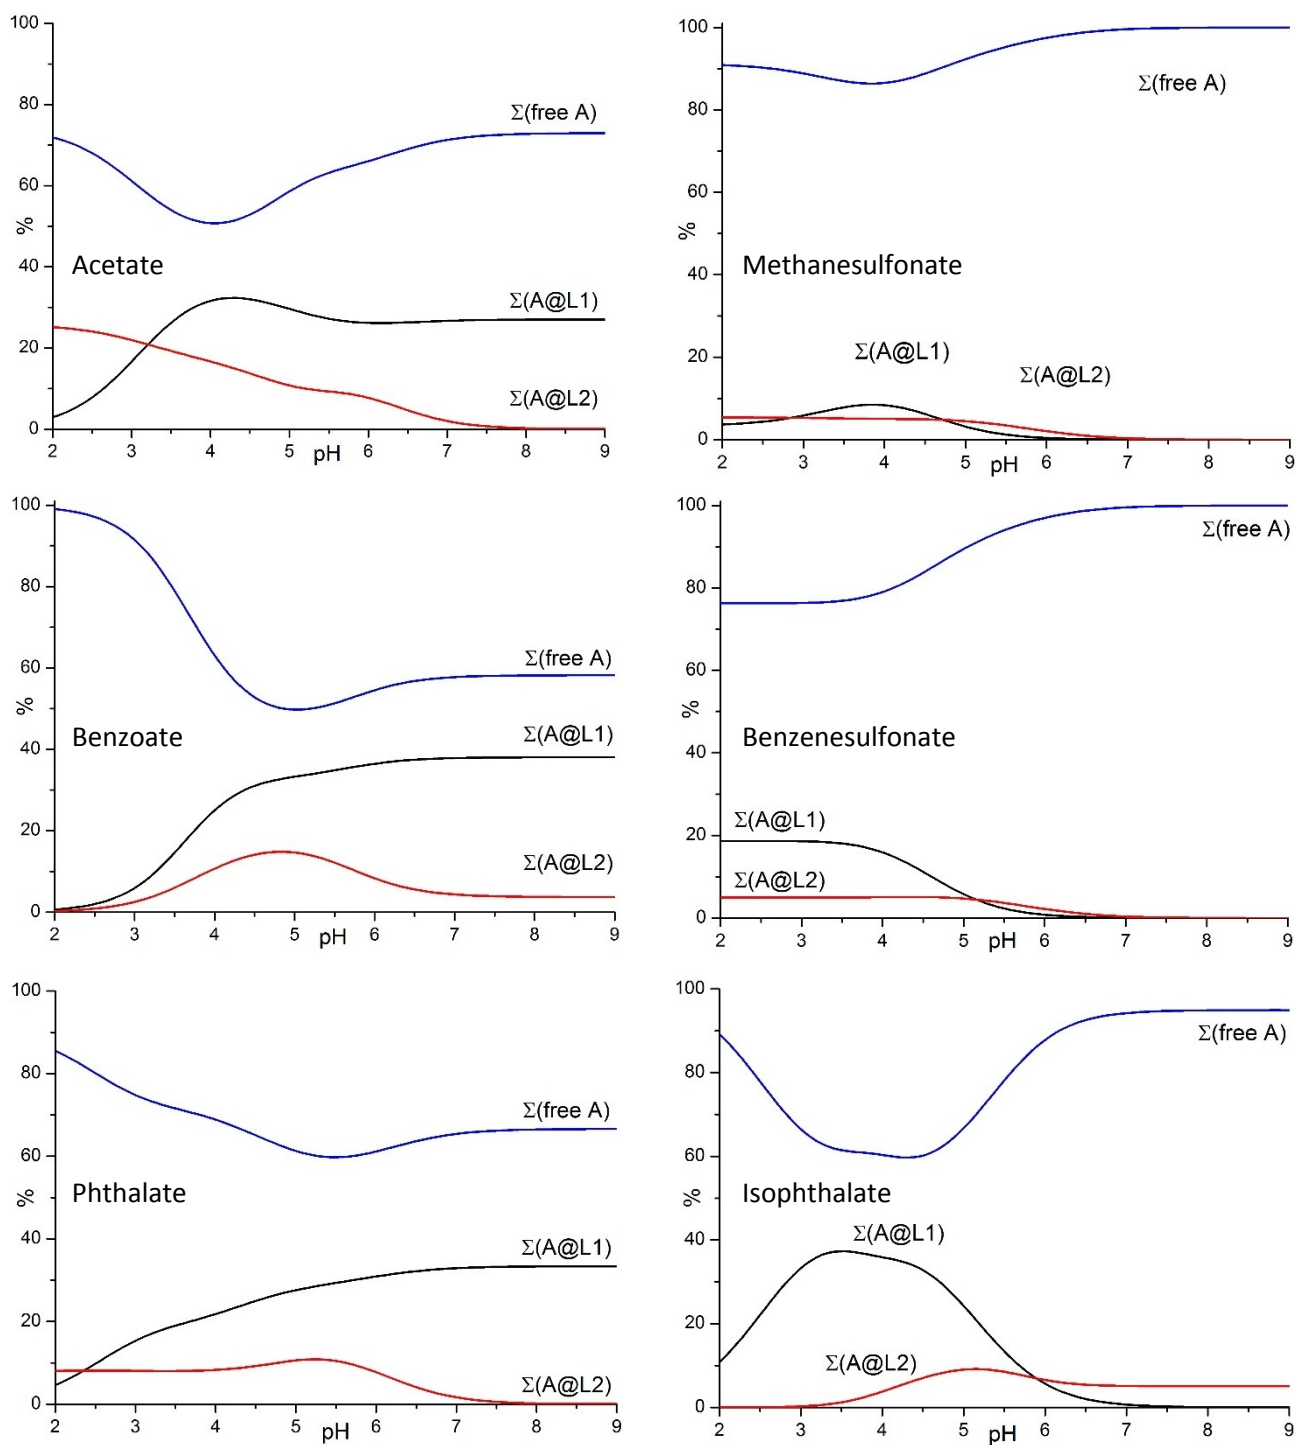 100
80
60
40
20
0
%
Σ(free A)
Acetate
Σ(A@L1)
Σ(A@L2)
2 3 4 5 6 7 8 9
pH
100
80
60
40
20
0
%
Σ(free A)
Methanesulfonate
Σ(A@L1)
Σ(A@L2)
2 3 4 5 6 7 8 9
pH
100
80
60
40
20
0
%
Σ(free A)
Benzoate
Σ(A@L1)
Σ(A@L2)
2 3 4 5 6 7 8 9
pH
100
80
60
40
20
0
%
Σ(free A)
Benzenesulfonate
Σ(A@L1)
Σ(A@L2)
2 3 4 5 6 7 8 9
pH
100
80
60
40
20
0
%
Σ(free A)
Phthalate
Σ(A@L1)
Σ(A@L2)
2 3 4 5 6 7 8 9
pH
100
80
60
40
20
0
%
Σ(free A)
Isophthalate
Σ(A@L1)
Σ(A@L2)
2 3 4 5 6 7 8 9
pH